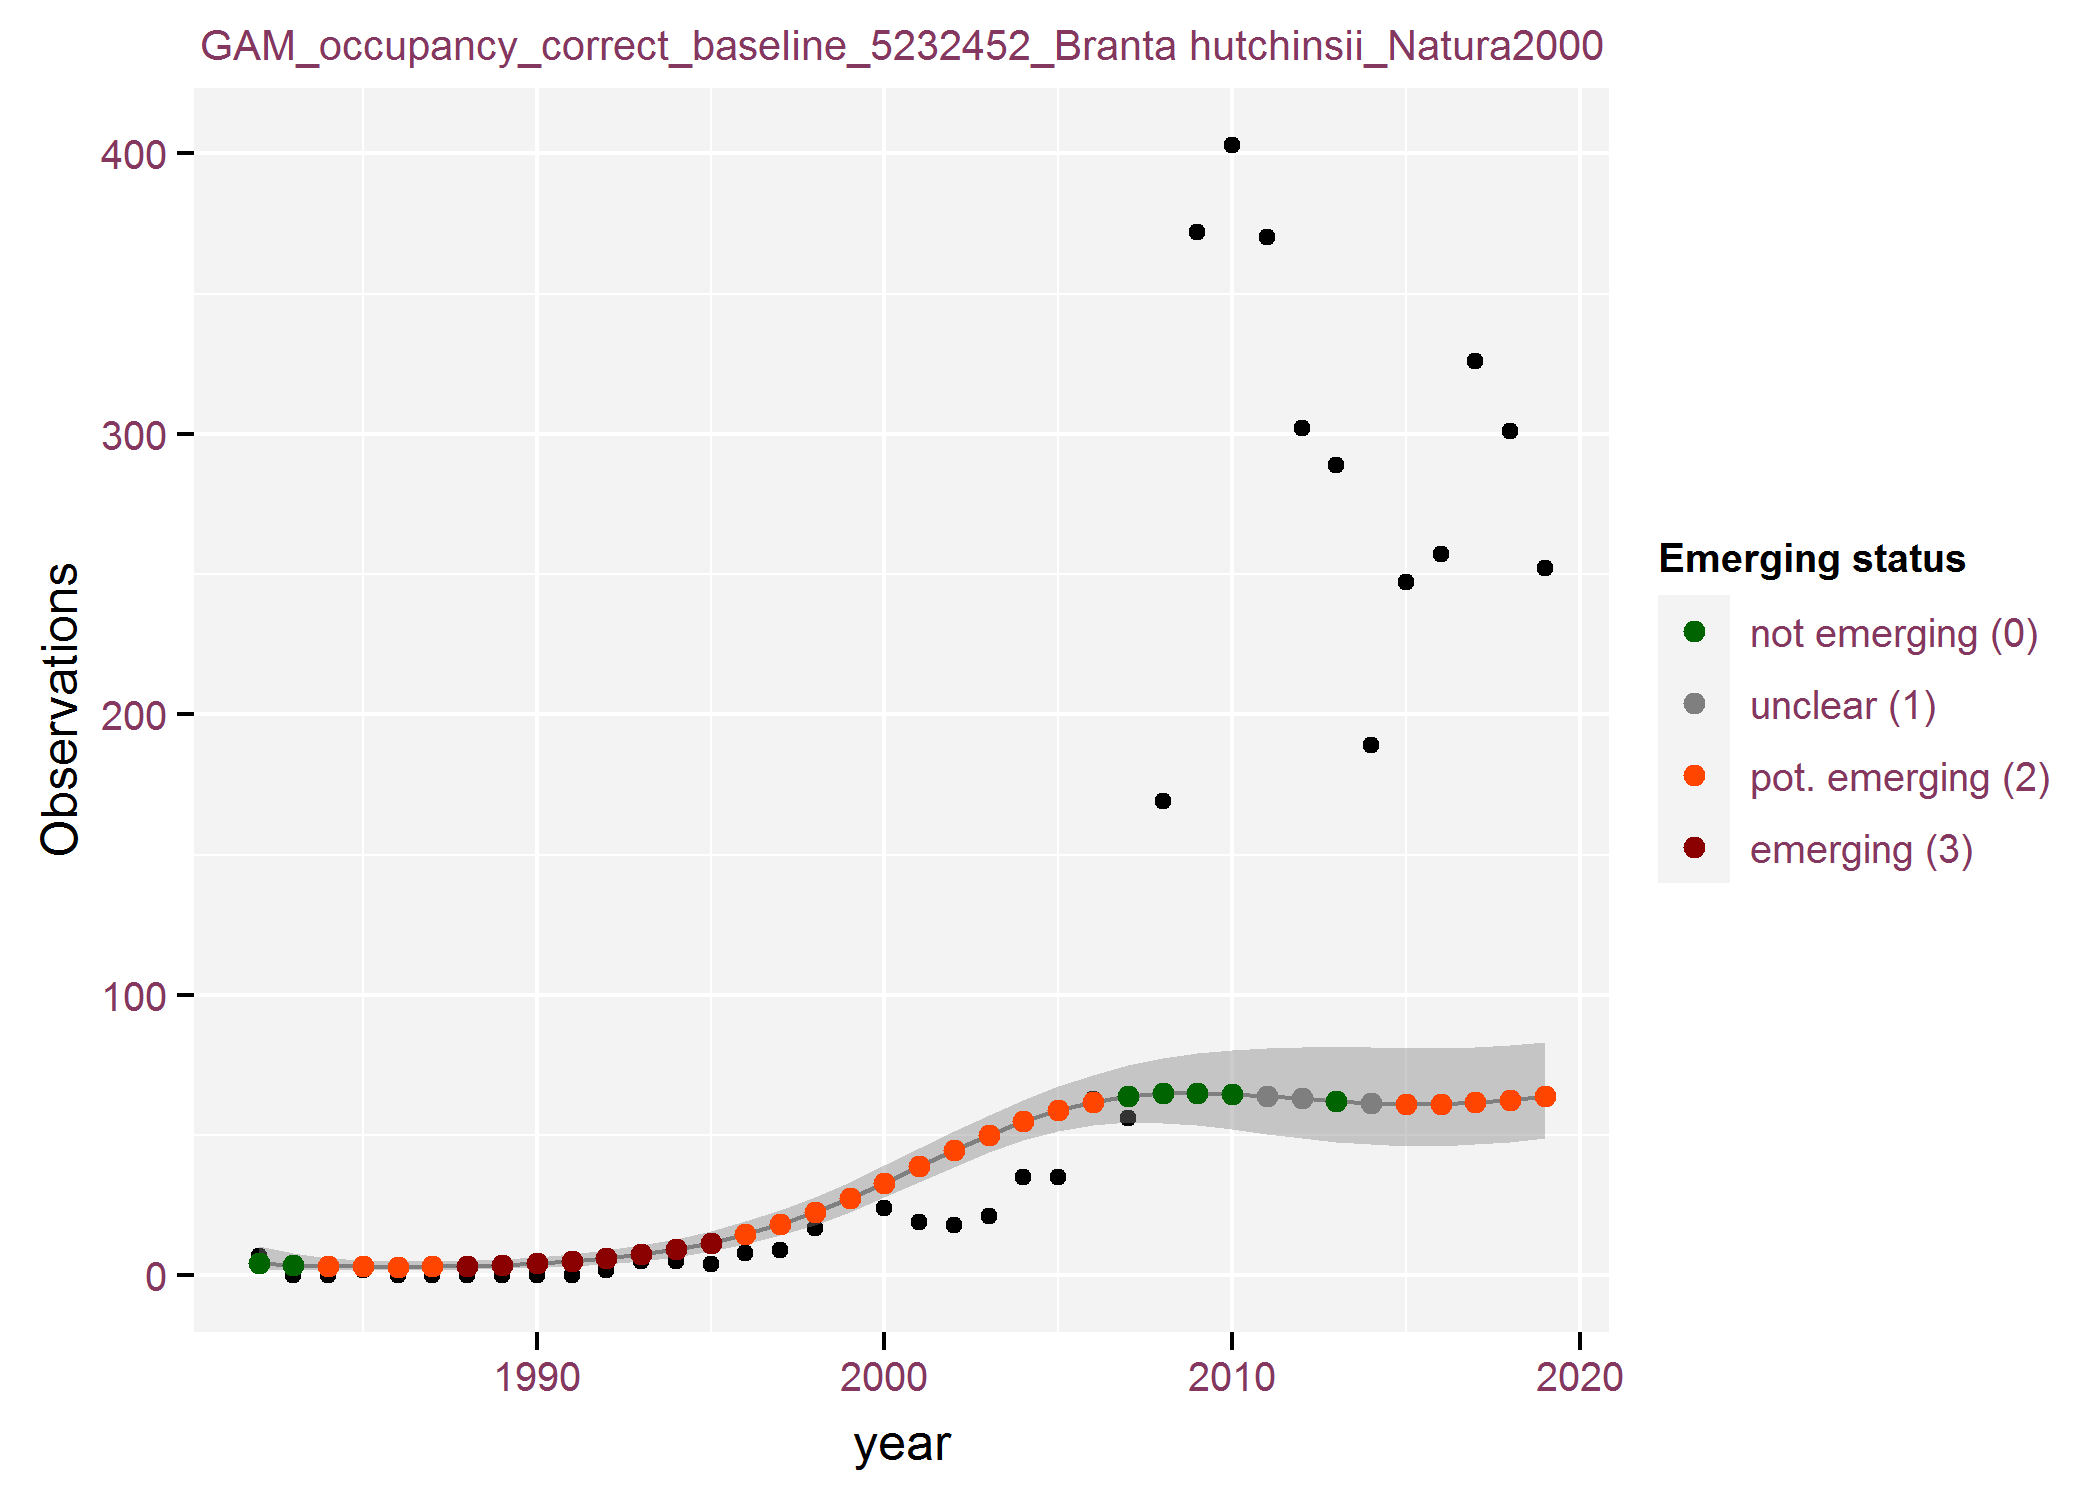 GAM_occupancy_correct_baseline_5232452_Branta hutchinsii_Natura2000
400
300
200
100
0
Observations
1990 2000 2010 2020
year
Emerging status
not emerging (0)
unclear (1)
pot. emerging (2)
emerging (3)